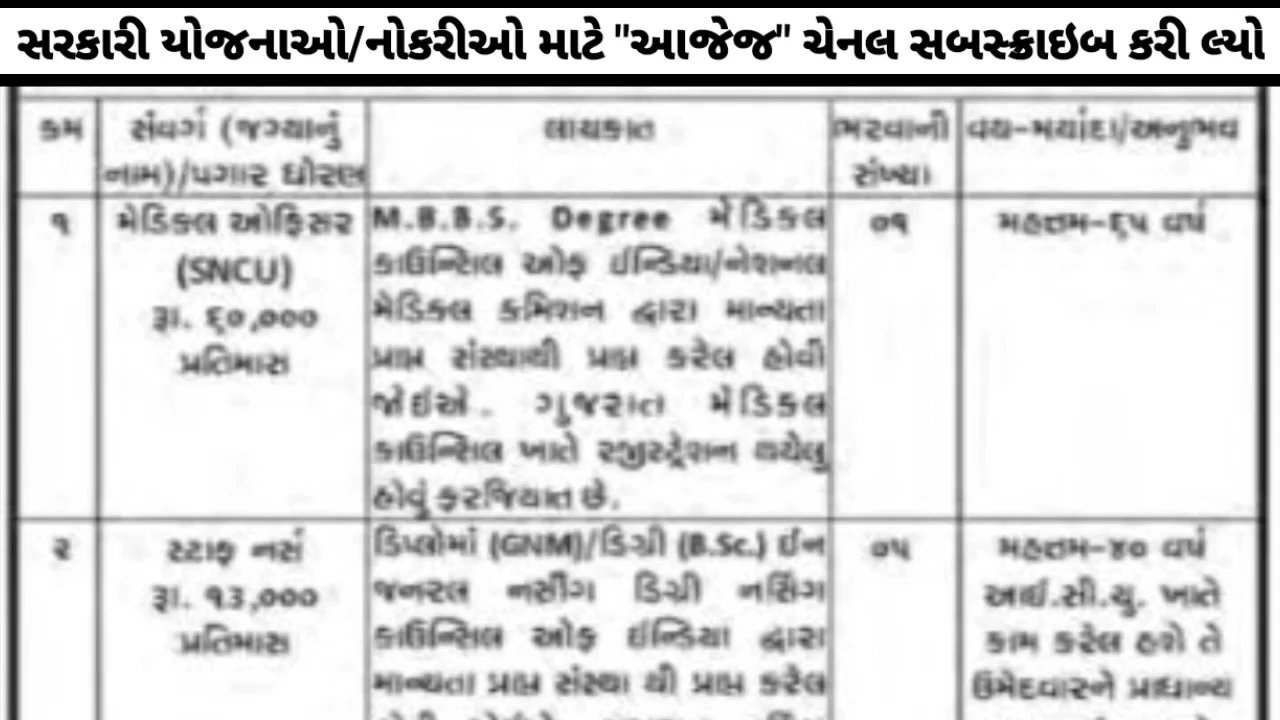 સરકારી યોજનાઓ/નોકરીઓ માટે "આજેજ" ચેનલ સબસ્ક્રાઇબ કરી લ્યો
ક્રમ
સંવર્ગ (જગ્યાનું
નામ)/પગાર ધોરણ
લાયકાત
ભરવાની
સંખ્યા
વય-મર્યાદા/અનુભવ
૧
મેડિકલ ઓફિસર
(SNCU)
રૂા. ૬૦,૦૦૦
પ્રતિમાસ
M.B.B.S. Degree મેડિકલ
કાઉન્સિલ ઓફ ઈન્ડિયા/નેશનલ
મેડિકલ કમિશન દ્વારા માન્યતા
પ્રાપ્ત સંસ્થાથી પ્રાપ્ત કરેલ હોવી
જોઈએ. ગુજરાત મેડિકલ
કાઉન્સિલ ખાતે રજીસ્ટ્રેશન થયેલુ
હોવું ફરજિયાત છે.
૦૧
મહત્તમ-૬૫ વર્ષ
૨
સ્ટાફ નર્સ
રૂા. ૧૩,૦૦૦
પ્રતિમાસ
ડિપ્લોમાં (GNM)/ડિગ્રી (B.Sc.) ઈન
જનરલ નર્સીંગ ડિગ્રી નર્સિંગ
કાઉન્સિલ ઓફ ઇન્ડિયા દ્વારા
માન્યતા પ્રાપ્ત સંસ્થા થી પ્રાપ્ત કરેલ
૦૫
મહત્તમ-૪૦ વર્ષ
આઈ.સી.યુ. ખાતે
કામ કરેલ હશે તે
ઉમેદવારને પ્રાધાન્ય